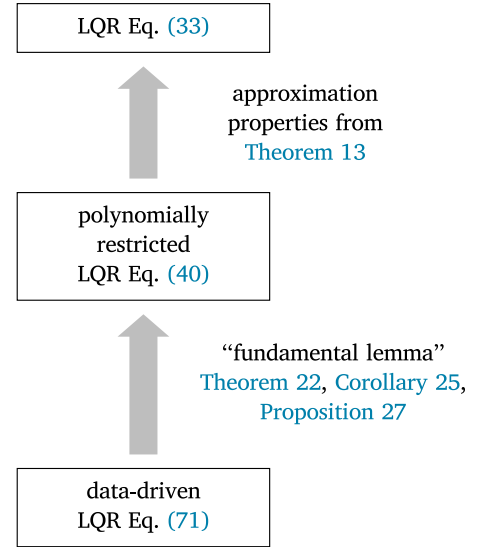 LQR Eq. (33)
approximation
properties from
Theorem 13
polynomially
restricted
LQR Eq. (40)
“fundamental lemma”
Theorem 22, Corollary 25,
Proposition 27
data-driven
LQR Eq. (71)